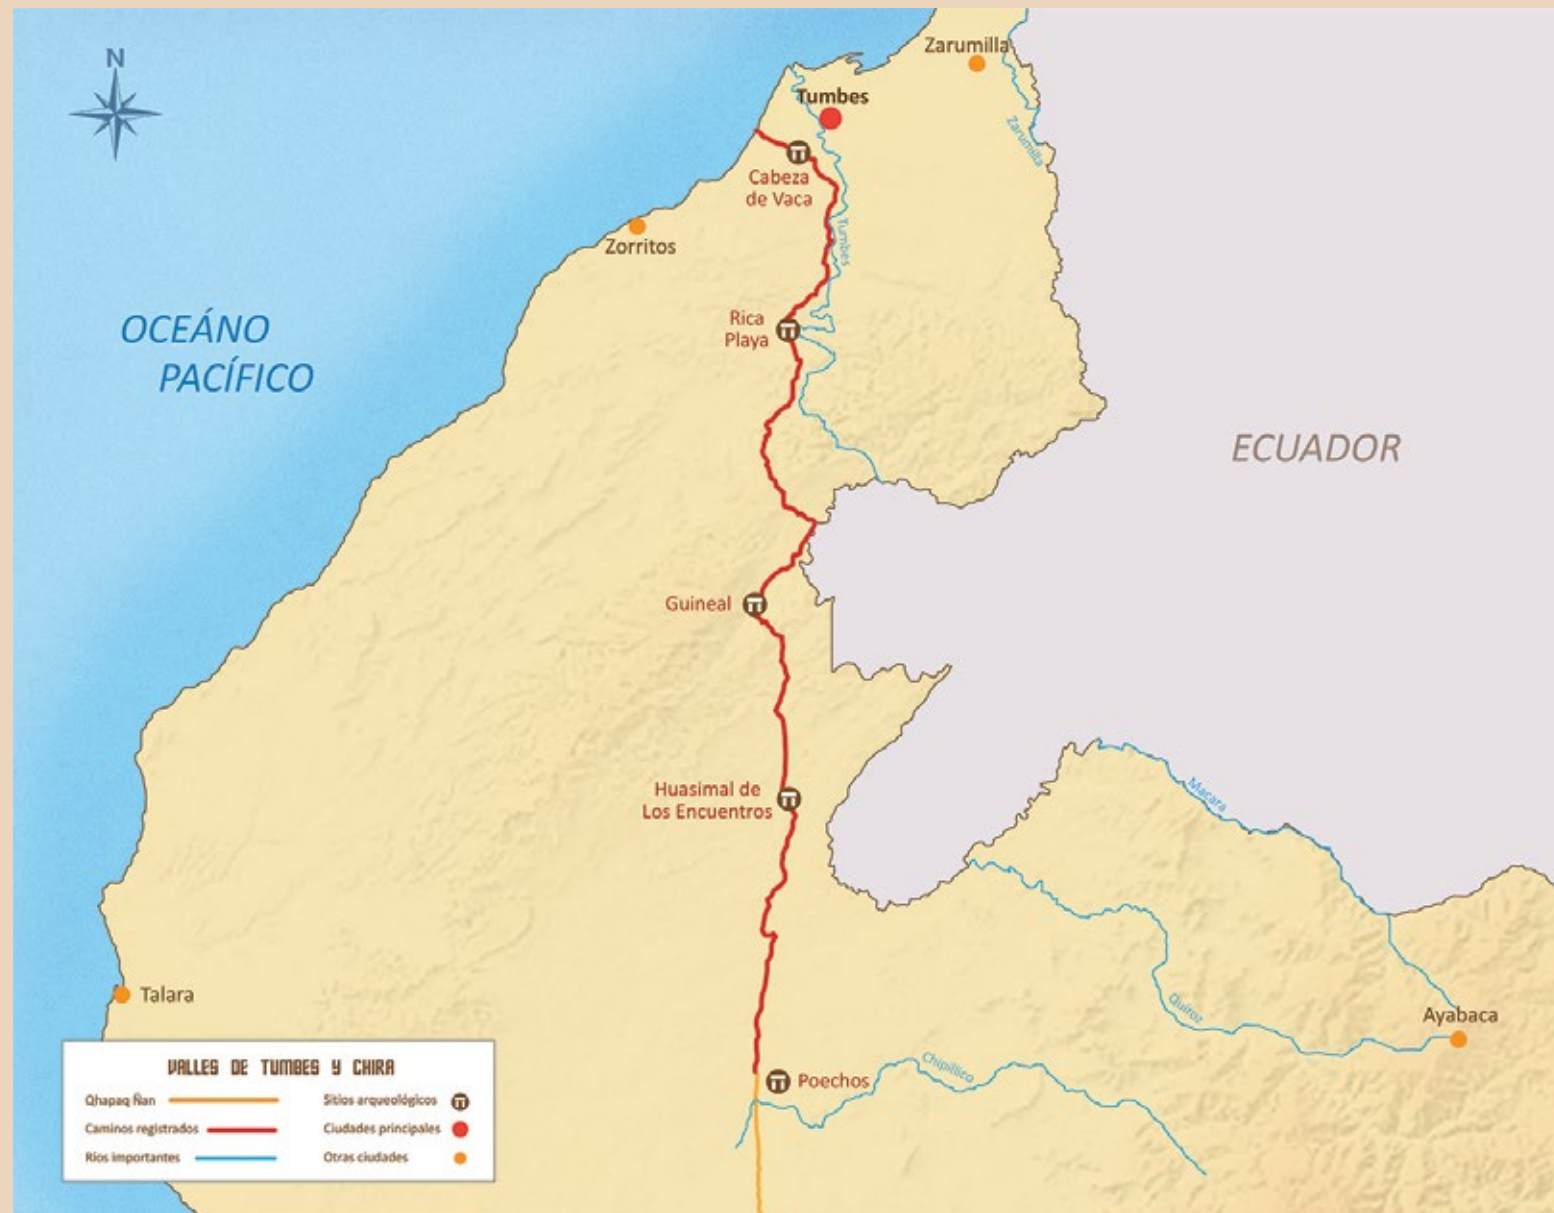 N
Zarumilla
Tumbes
Zarumilla
Cabeza
de Vaca
Tumbes
Zorritos
OCEÁNO
PACÍFICO
Rica
Playa
ECUADOR
Guineal
Huasimal de
Los Encuentros
Macara
Talara
Quiroz
Ayabaca
Chipillico
Poechos
VALLES DE TUMBES Y CHIRA
Qhapaq Ñan
Sitios arqueológicos
Caminos registrados
Ciudades principales
Ríos importantes
Otras ciudades